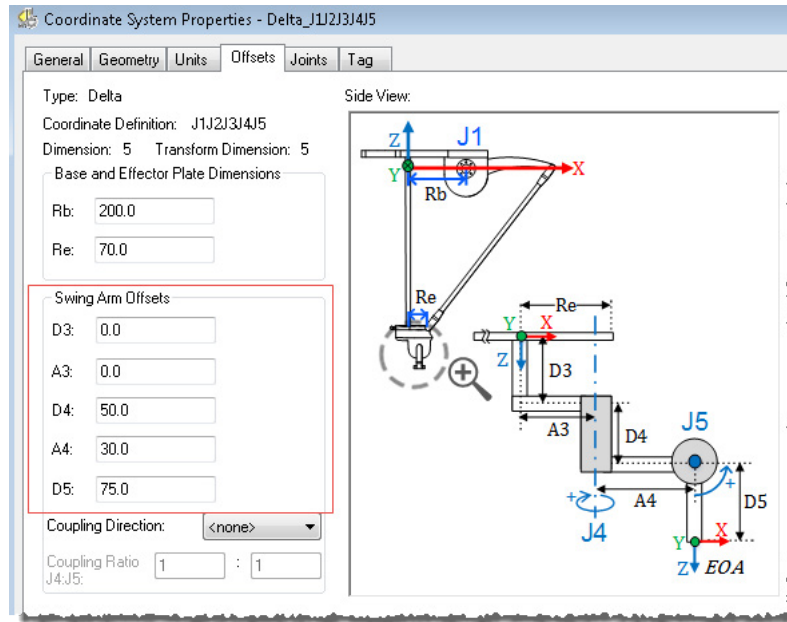 Coordinate System Properties - Delta_J1J2J3J4J5
General Geometry Units Offsets Joints Tag
Type: Delta
Coordinate Definition: J1J2J3J4J5
Dimension: 5 Transform Dimension: 5
Base and Effector Plate Dimensions
Rb: 200.0
Re: 70.0
Swing Arm Offsets
D3: 0.0
A3: 0.0
D4: 50.0
A4: 30.0
D5: 75.0
Coupling Direction: <none>
Coupling Ratio J4:J5: 1 : 1
Side View:
Z J1
Y X
Rb
Re
Re
Y X
Z D3
A3 D4 J5
+
+ A4 D5
J4
Y X
Z EOA